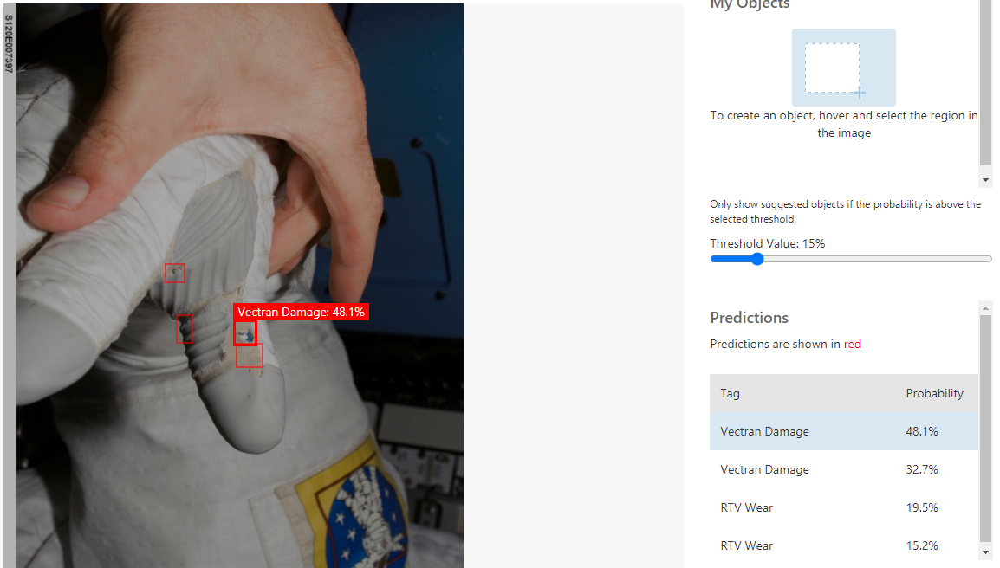 S120E007397
Vectran Damage: 48.1%
My Objects
To create an object, hover and select the region in
the image
Only show suggested objects if the probability is above the
selected threshold.
Threshold Value: 15%
Predictions
Predictions are shown in red
Tag Probability
Vectran Damage 48.1%
Vectran Damage 32.7%
RTV Wear 19.5%
RTV Wear 15.2%